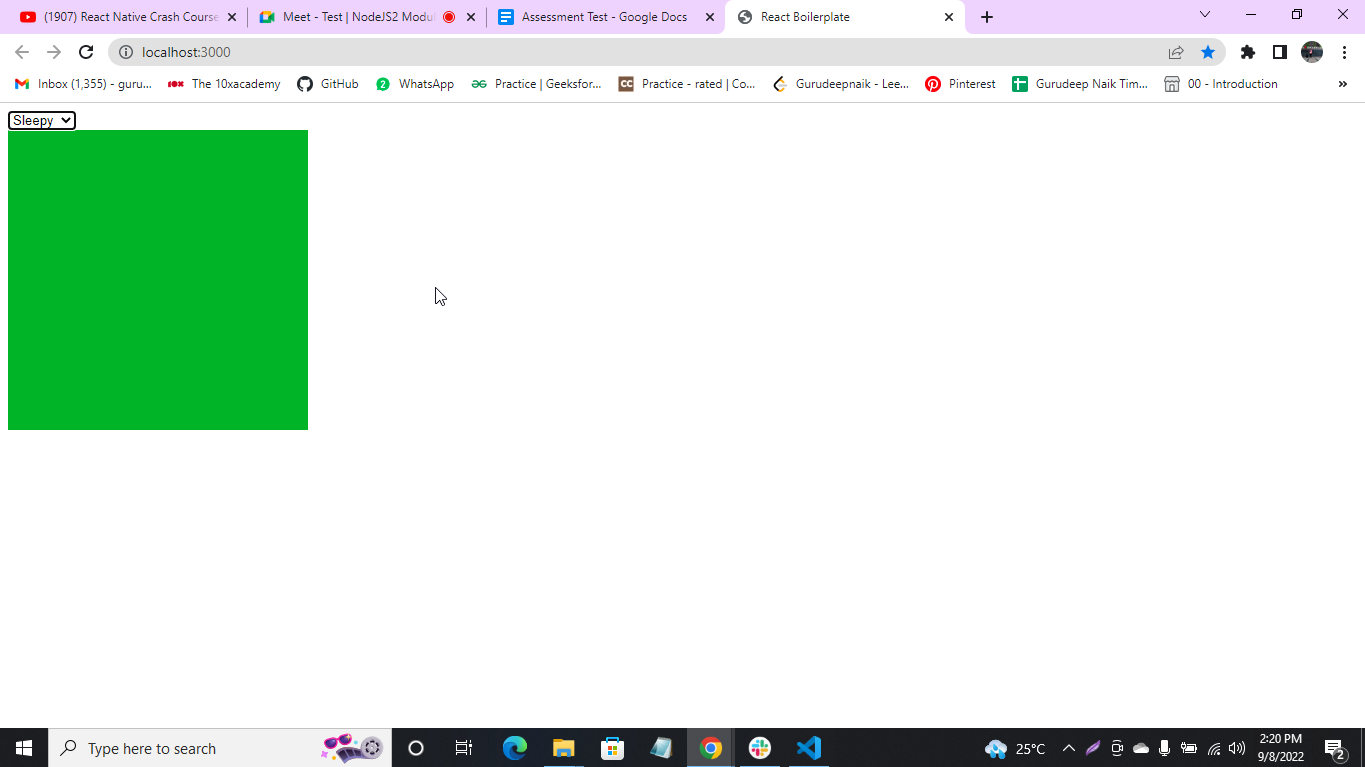 (1907) React Native Crash Course
Meet - Test | NodeJS2 Modul
Assessment Test - Google Docs
React Boilerplate
localhost:3000
Inbox (1,355) - guru...
The 10xacademy
GitHub
2
WhatsApp
Practice | Geeksfor...
CC
Practice - rated | Co...
Gurudeepnaik - Lee...
Pinterest
Gurudeep Naik Tim...
00 - Introduction
»
Sleepy
Type here to search
25°C
2:20 PM
9/8/2022
2